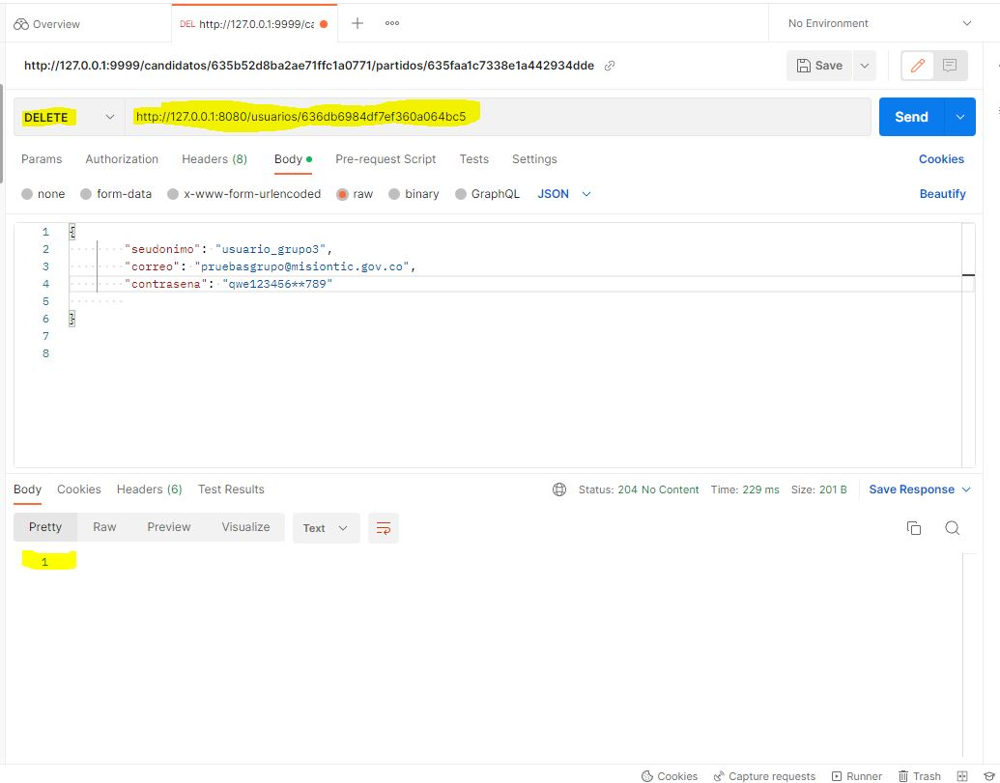 Overview
DEL http://127.0.0.1:9999/ca
No Environment
http://127.0.0.1:9999/candidatos/635b52d8ba2ae71ffc1a0771/partidos/635faa1c7338e1a442934dde
Save
DELETE
http://127.0.0.1:8080/usuarios/636db6984df7ef360a064bc5
Send
Params Authorization Headers (8) Body Pre-request Script Tests Settings Cookies
none form-data x-www-form-urlencoded raw binary GraphQL JSON Beautify
1 {
2 "seudonimo": "usuario_grupo3",
3 "correo": "pruebasgrupo@misiontic.gov.co",
4 "contrasena": "qwe123456**789"
5
6 }
7
8
Body Cookies Headers (6) Test Results Status: 204 No Content Time: 229 ms Size: 201 B Save Response
Pretty Raw Preview Visualize Text
1
Cookies Capture requests Runner Trash